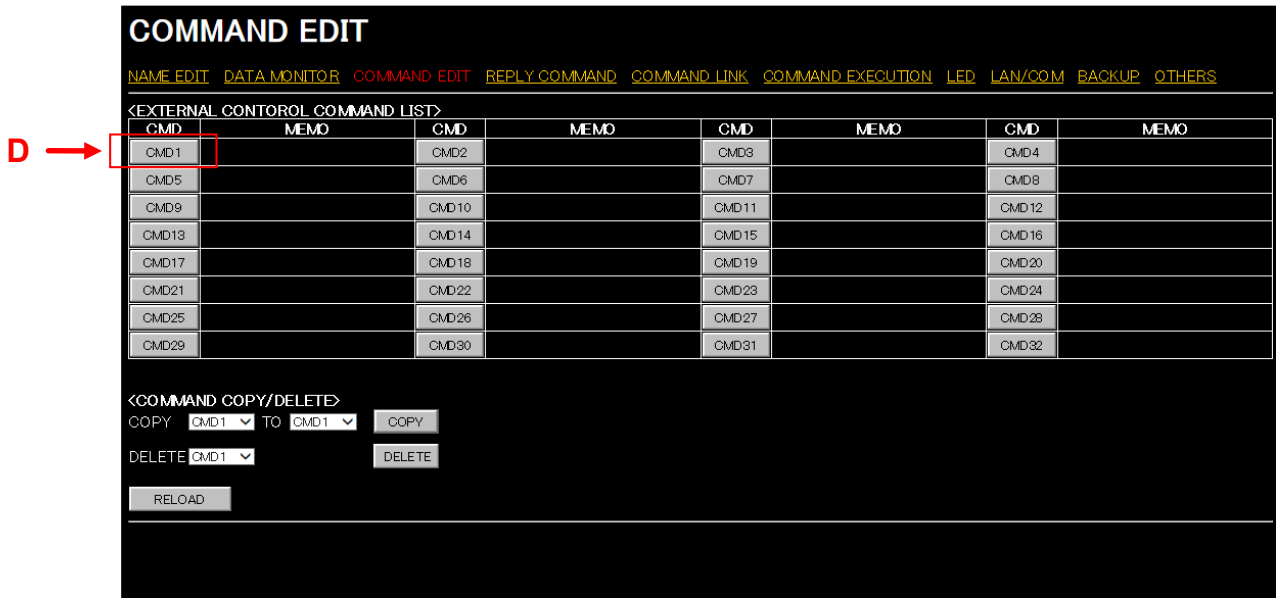 COMMAND EDIT
NAME EDIT DATA MONITOR COMMAND EDIT REPLY COMMAND COMMAND LINK COMMAND EXECUTION LED LAN/COM BACKUP OTHERS
<EXTERNAL CONTOROL COMMAND LIST>
CMD MEMO CMD MEMO CMD MEMO CMD MEMO
D CMD1 CMD2 CMD3 CMD4
CMD5 CMD6 CMD7 CMD8
CMD9 CMD10 CMD11 CMD12
CMD13 CMD14 CMD15 CMD16
CMD17 CMD18 CMD19 CMD20
CMD21 CMD22 CMD23 CMD24
CMD25 CMD26 CMD27 CMD28
CMD29 CMD30 CMD31 CMD32
<COMMAND COPY/DELETE>
COPY CMD1 TO CMD1 COPY
DELETE CMD1 DELETE
RELOAD